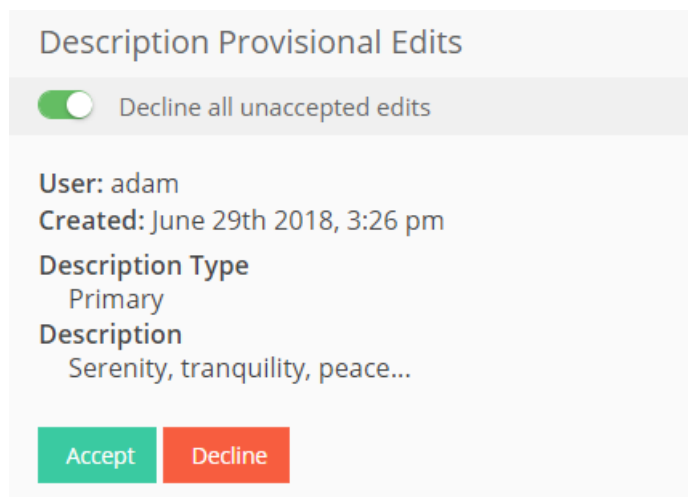 Description Provisional Edits
Decline all unaccepted edits
User: adam
Created: June 29th 2018, 3:26 pm
Description Type
Primary
Description
Serenity, tranquility, peace...
Accept Decline